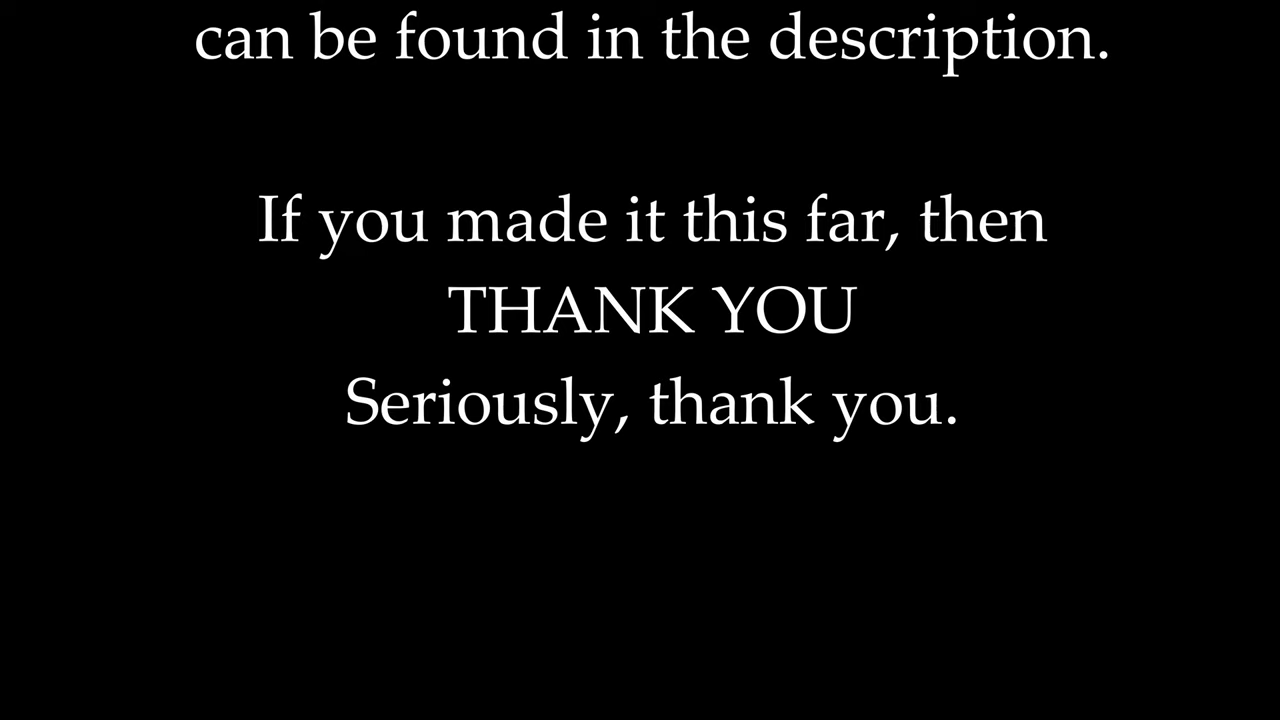 can be found in the description.
If you made it this far, then
THANK YOU
Seriously, thank you.